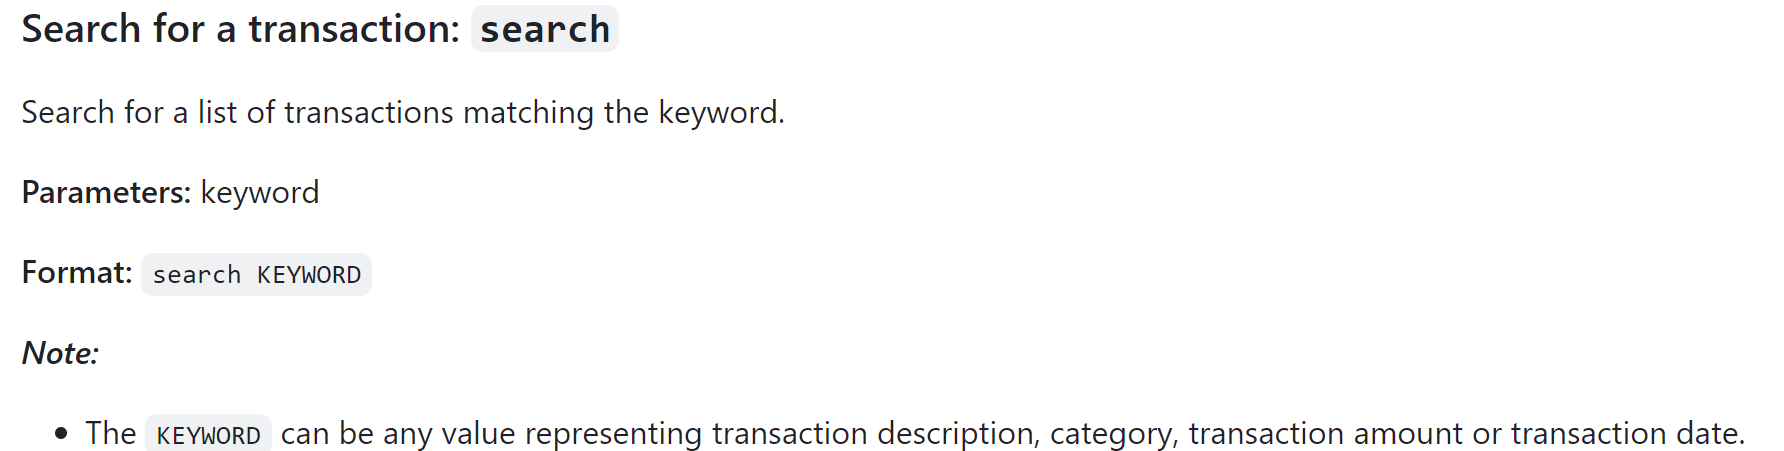 Search for a transaction: search
Search for a list of transactions matching the keyword.
Parameters: keyword
Format: search KEYWORD
Note:
• The KEYWORD can be any value representing transaction description, category, transaction amount or transaction date.